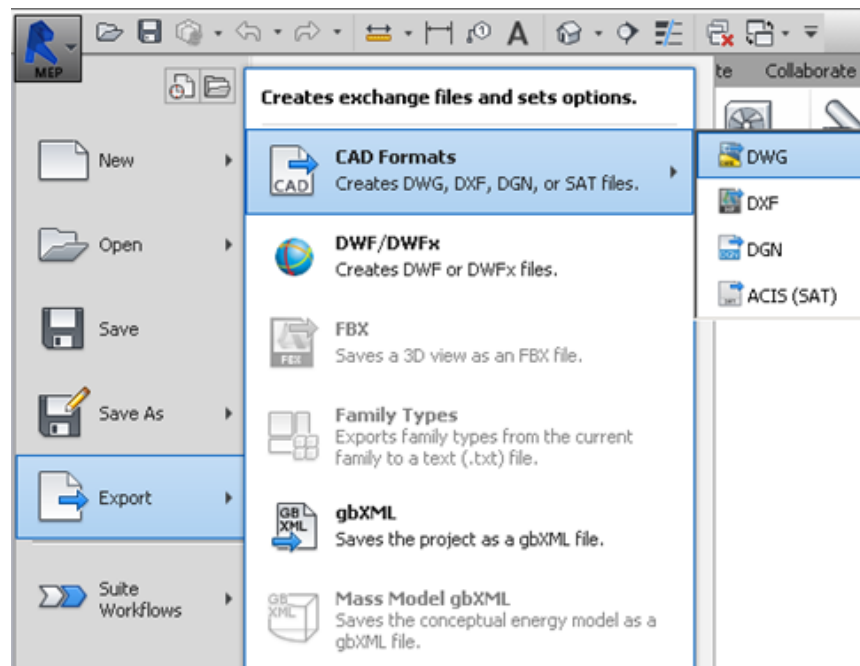 MEP
te Collaborate
Creates exchange files and sets options.
New
Open
Save
Save As
Export
Suite
Workflows
CAD
CAD Formats
Creates DWG, DXF, DGN, or SAT files.
DWF/DWFx
Creates DWF or DWFx files.
FBX
FBX
Saves a 3D view as an FBX file.
Family Types
Exports family types from the current
family to a text (.txt) file.
GB
XML
gbXML
Saves the project as a gbXML file.
GB
XML
Mass Model gbXML
Saves the conceptual energy model as a
gbXML file.
DWG
DXF
DGN
ACIS (SAT)